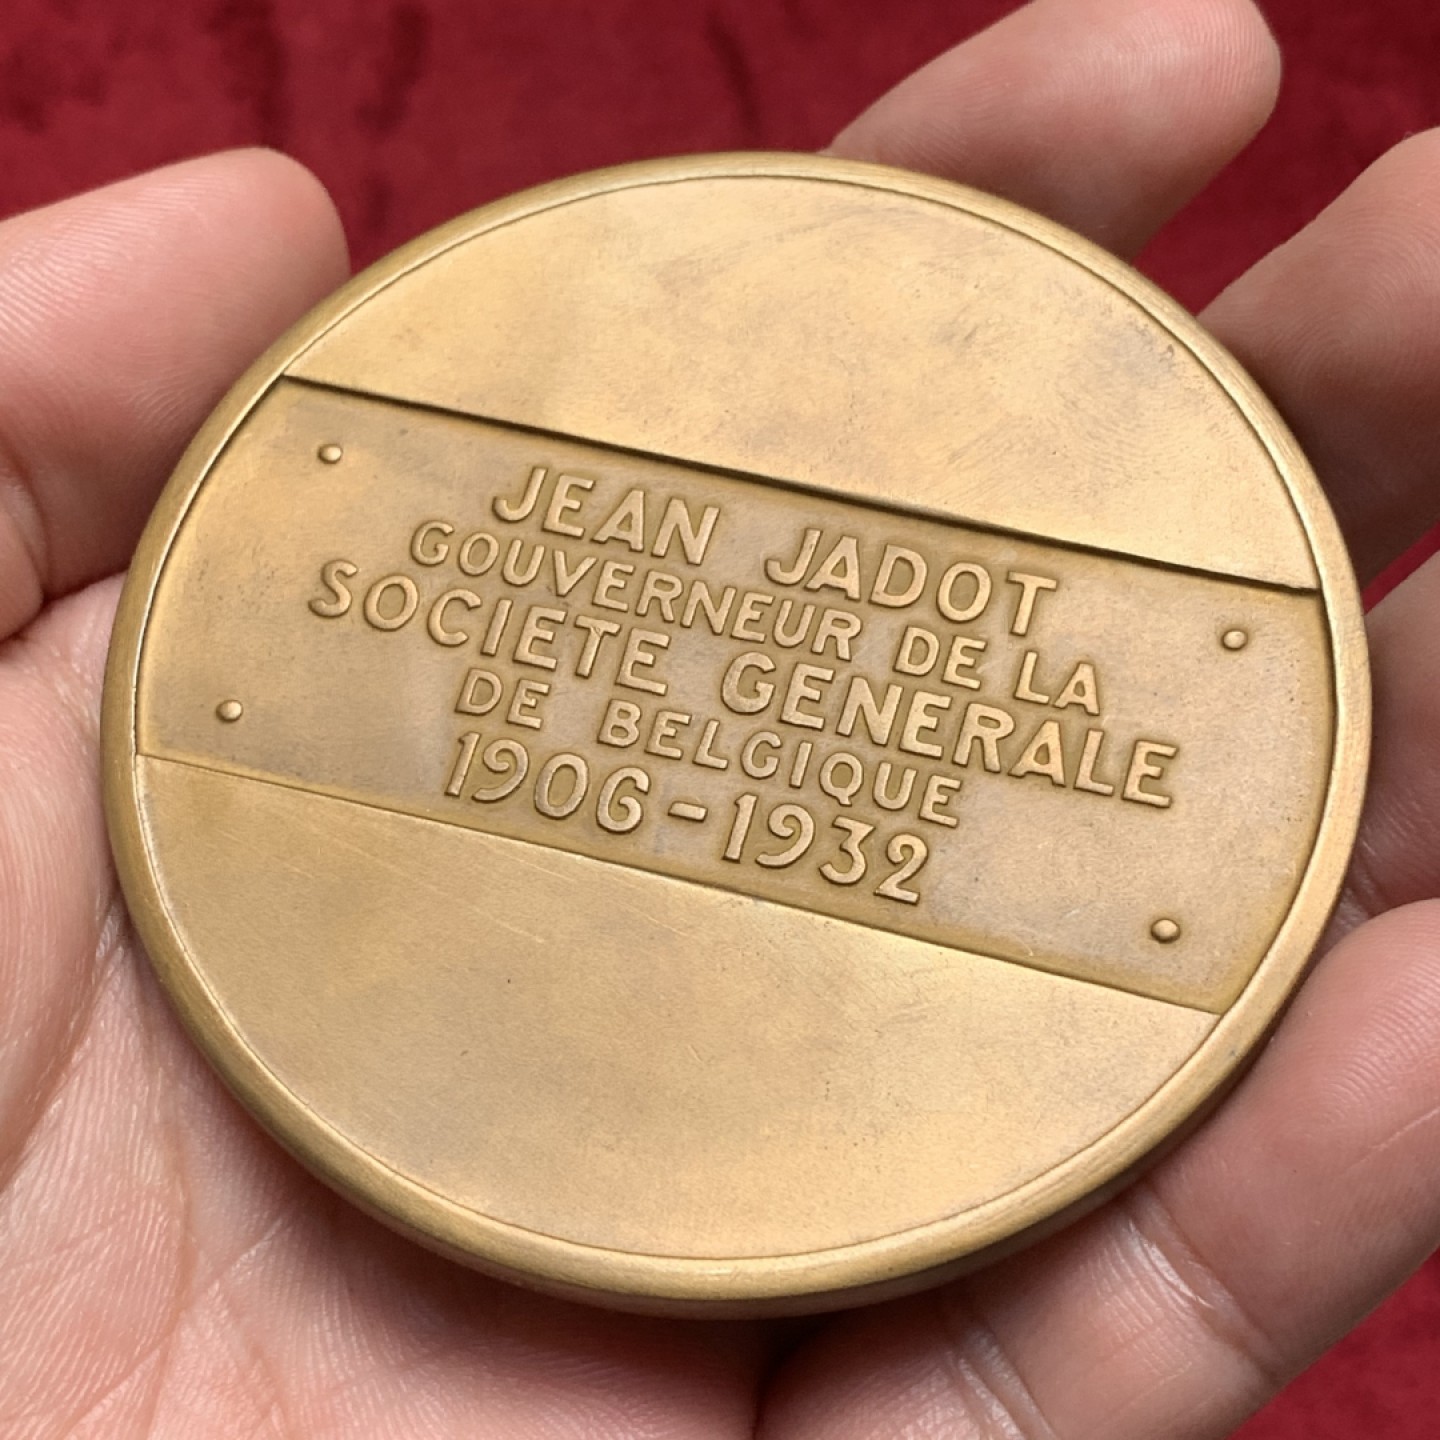 JEAN JADOT
GOUVERNEUR DE LA
SOCIETE GENERALE
DE BELGIQUE
1906-1932